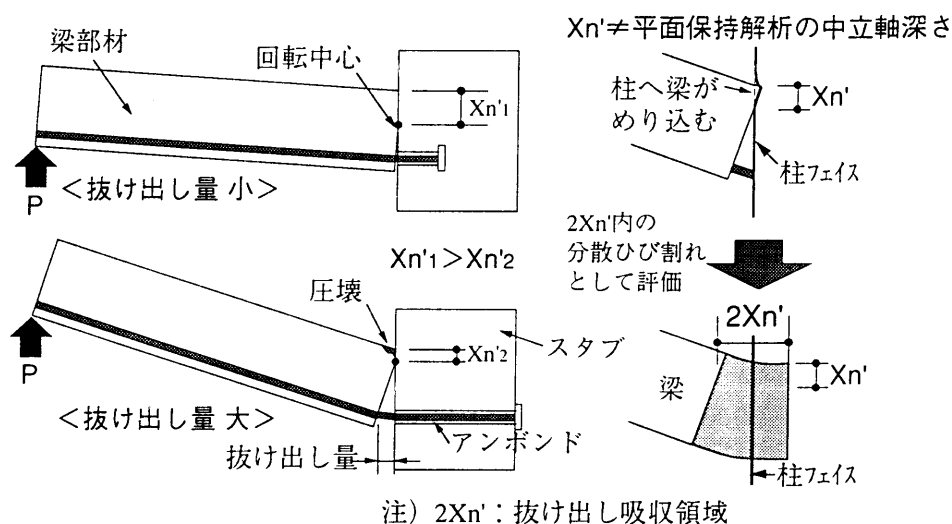 梁部材
回転中心
Xn'1
P
<抜け出し量 小>
Xn'1>Xn'2
圧壊
Xn'2
スタブ
P
<抜け出し量 大>
アンボンド
抜け出し量
Xn'≠平面保持解析の中立軸深さ
柱へ梁が
めり込む
Xn'
柱フェイス
2Xn'内の
分散ひび割れ
として評価
2Xn'
Xn'
梁
柱フェイス
注) 2Xn':抜け出し吸収領域